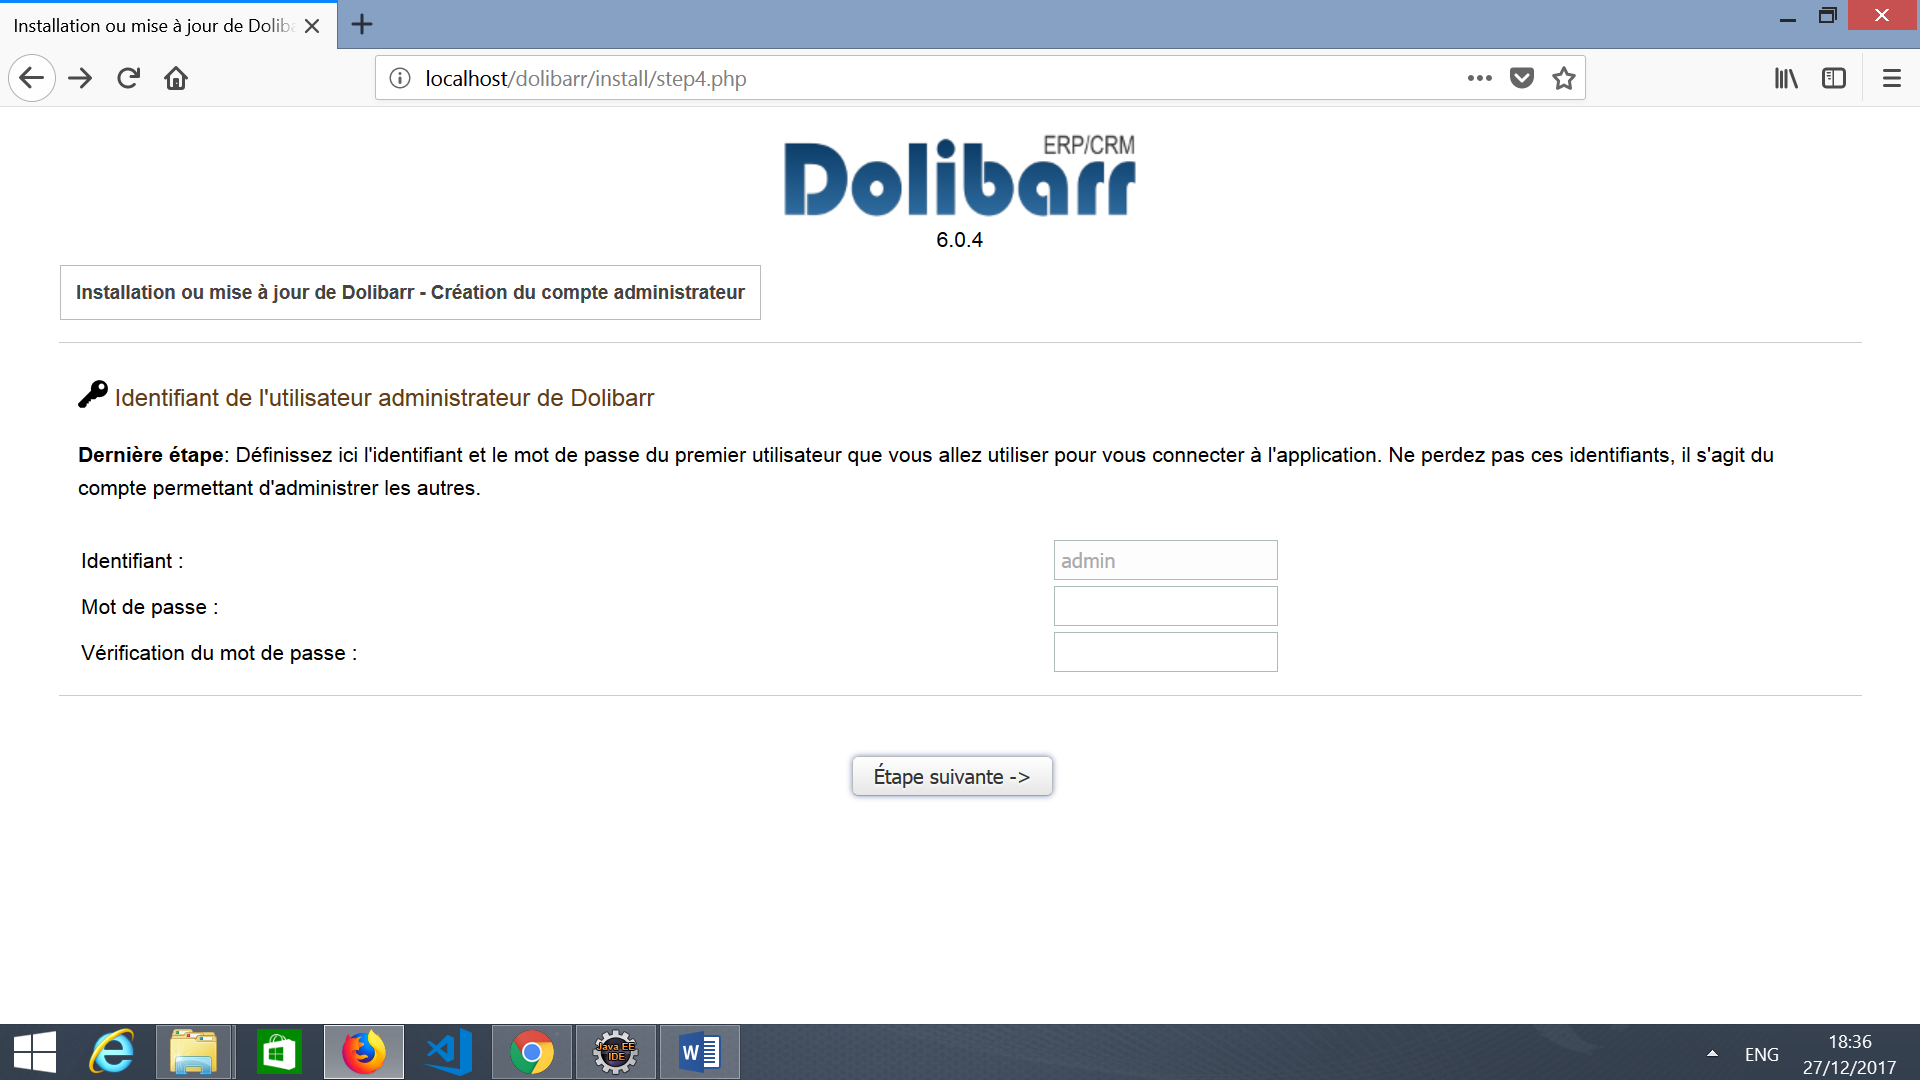 Installation ou mise à jour de Doliba
localhost/dolibarr/install/step4.php
ERP/CRM
Dolibarr
6.0.4
Installation ou mise à jour de Dolibarr - Création du compte administrateur
Identifiant de l'utilisateur administrateur de Dolibarr
Dernière étape: Définissez ici l'identifiant et le mot de passe du premier utilisateur que vous allez utiliser pour vous connecter à l'application. Ne perdez pas ces identifiants, il s'agit du
compte permettant d'administrer les autres.
Identifiant :
admin
Mot de passe :
Vérification du mot de passe :
Étape suivante ->
Java EE
IDE
W
ENG
18:36
27/12/2017